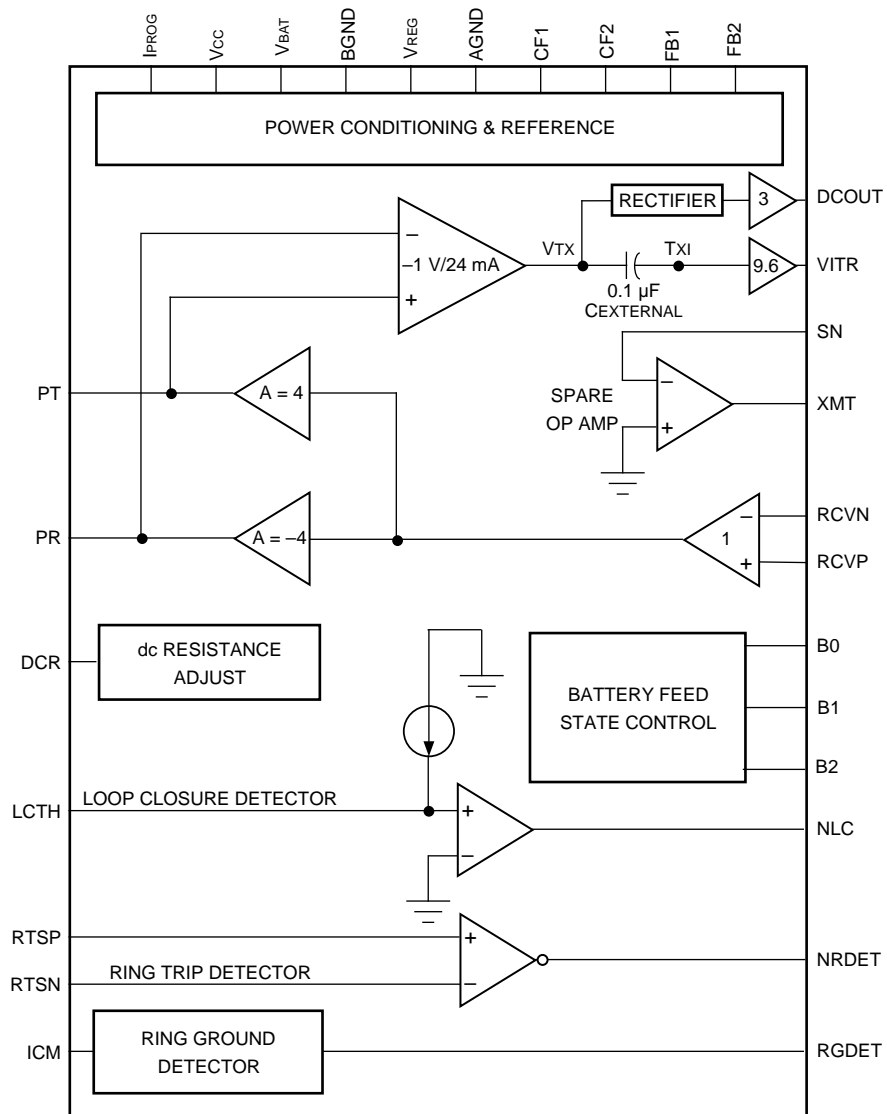 IPROG
VCC
VBAT
BGND
VREG
AGND
CF1
CF2
FB1
FB2
POWER CONDITIONING & REFERENCE
RECTIFIER
3
DCOUT
−
–1 V/24 mA
+
VTX
TXI
9.6
VITR
0.1 µF
CEXTERNAL
SN
PT
A = 4
SPARE
OP AMP
−
+
XMT
PR
A = –4
1
−
+
RCVN
RCVP
DCR
dc RESISTANCE
ADJUST
BATTERY FEED
STATE CONTROL
B0
B1
B2
LCTH
LOOP CLOSURE DETECTOR
+
−
NLC
RTSP
RTSN
RING TRIP DETECTOR
+
−
NRDET
ICM
RING GROUND
DETECTOR
RGDET